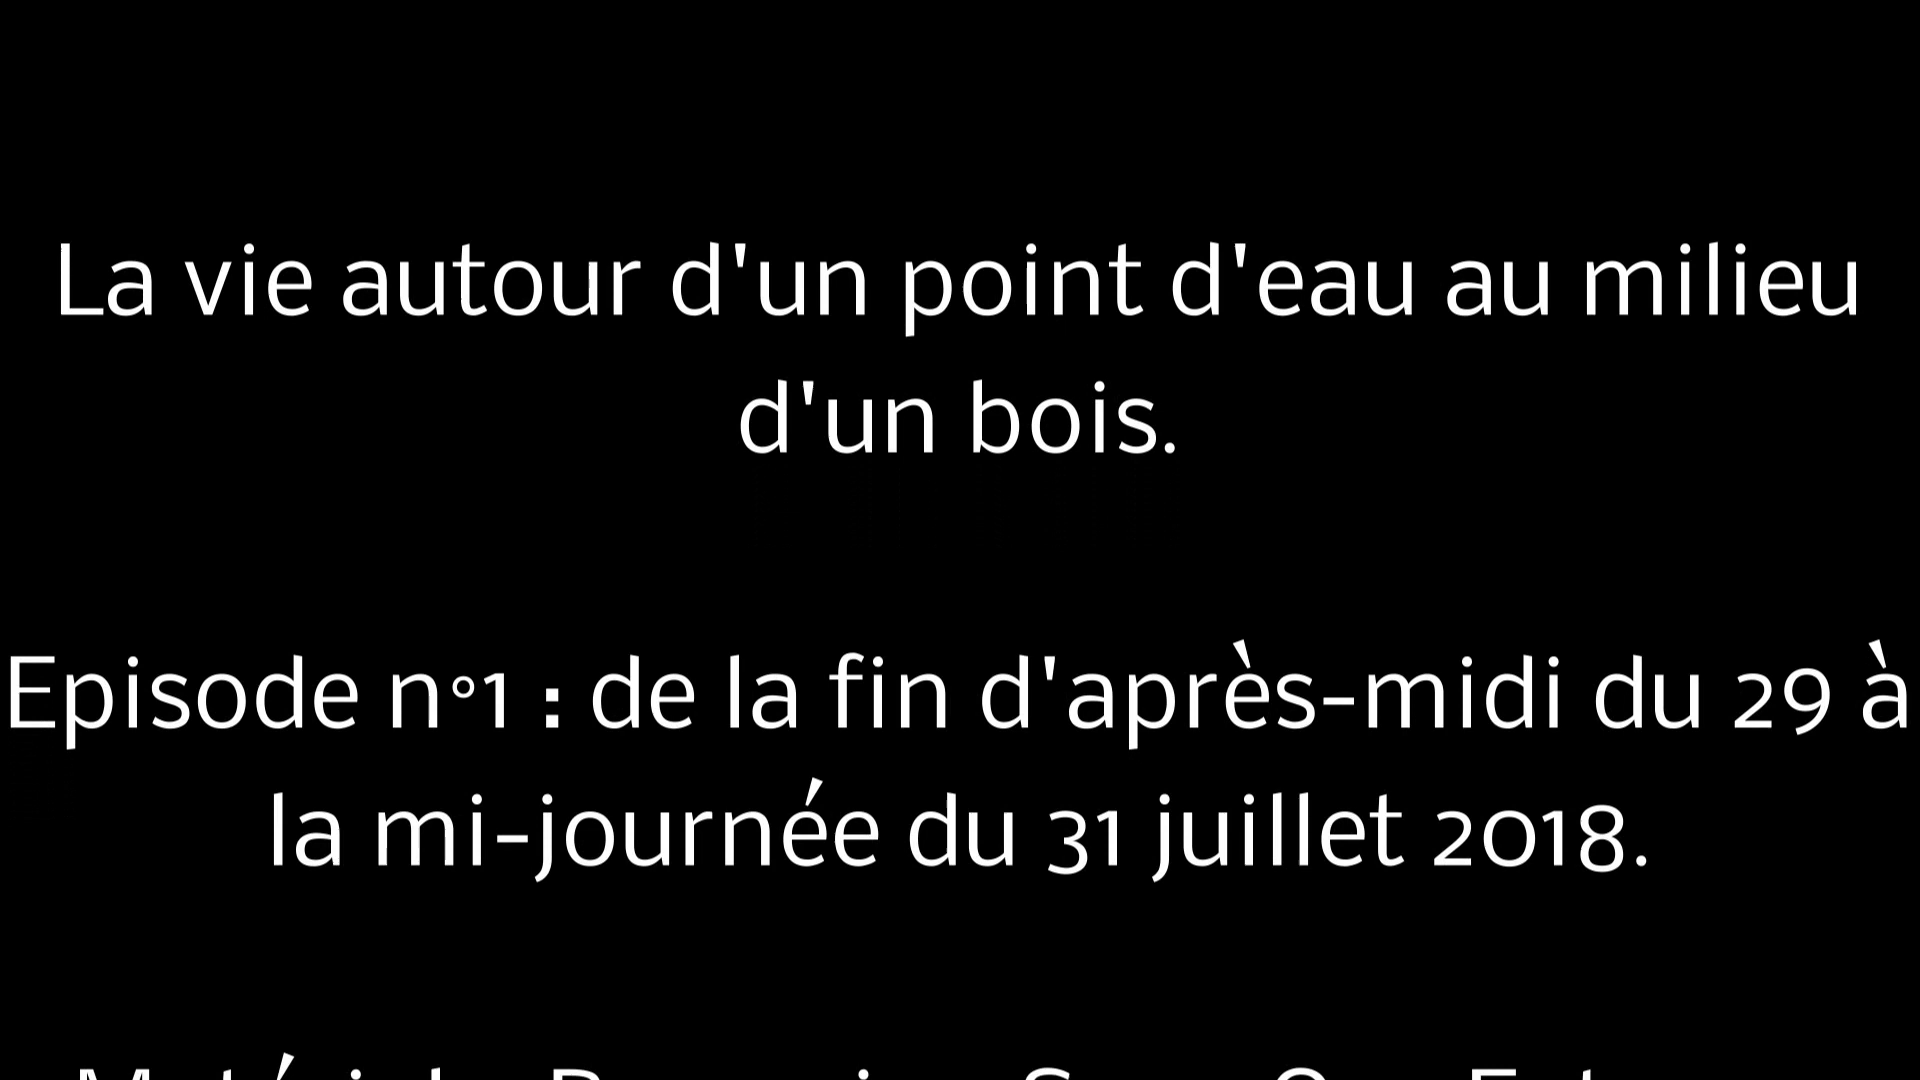 La vie autour d'un point d'eau au milieu
d'un bois.
Episode n°1 : de la fin d'après-midi du 29 à
la mi-journée du 31 juillet 2018.